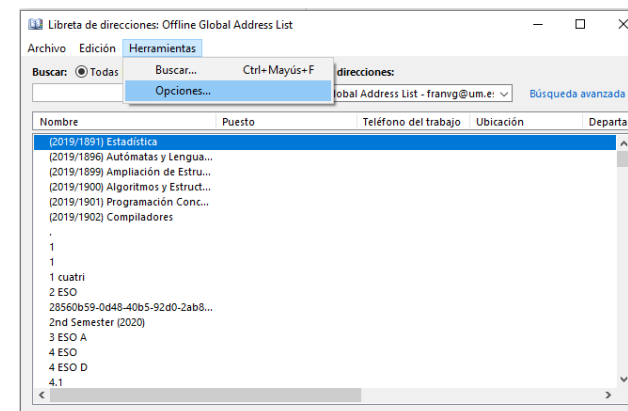 Libreta de direcciones: Offline Global Address List
Archivo Edición Herramientas
Buscar: Todas
Buscar... Ctrl+Mayús+F
direcciones:
Opciones...
Global Address List - franvg@um.e:
Búsqueda avanzada
Nombre Puesto Teléfono del trabajo Ubicación Departa
(2019/1891) Estadística
(2019/1896) Autómatas y Lengua...
(2019/1899) Ampliación de Estru...
(2019/1900) Algoritmos y Estruct...
(2019/1901) Programación Conc...
(2019/1902) Compiladores
.
1
1
1 cuatri
2 ESO
28560b59-0d48-40b5-92d0-2ab8...
2nd Semester (2020)
3 ESO A
4 ESO
4 ESO D
4.1